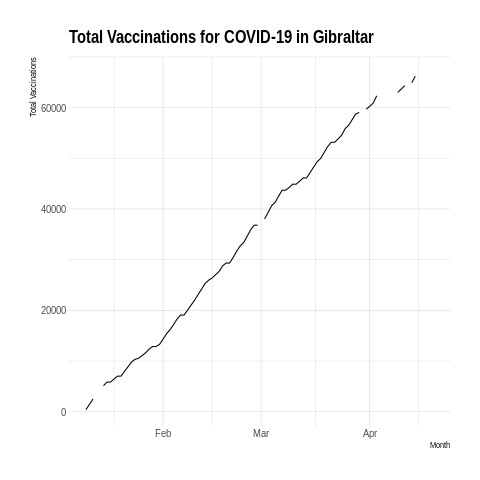 Total Vaccinations for COVID-19 in Gibraltar
Total Vaccinations
60000
40000
20000
0
Feb Mar Apr
Month